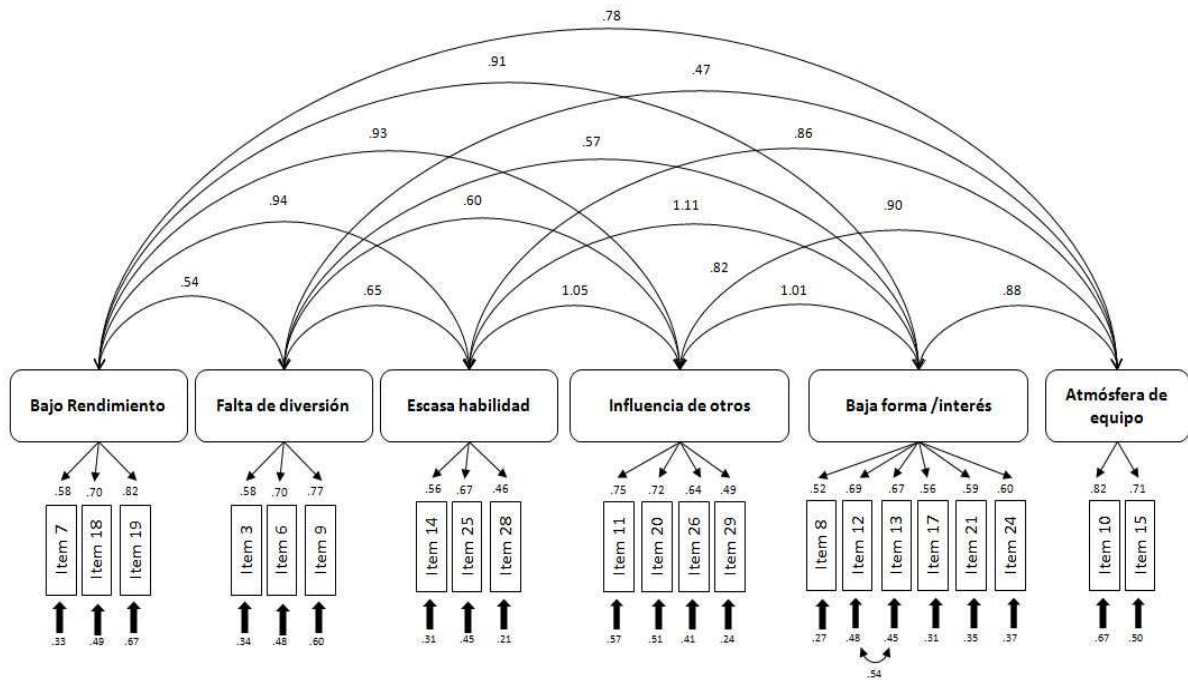 .78
.91
.47
.93
.86
.57
.94
.60
1.11
.90
.82
.54
.65
1.05
1.01
.88
Bajo Rendimiento
Falta de diversión
Escasa habilidad
Influencia de otros
Baja forma /interés
Atmósfera de
equipo
.58 .70 .82
.58 .70 .77
.56 .67 .46
.75 .72 .64 .49
.52 .69 .67 .56 .59 .60
.82 .71
Item 7
Item 18
Item 19
Item 3
Item 6
Item 9
Item 14
Item 25
Item 28
Item 11
Item 20
Item 26
Item 29
Item 8
Item 12
Item 13
Item 17
Item 21
Item 24
Item 10
Item 15
.33 .49 .67
.34 .48 .60
.31 .45 .21
.57 .51 .41 .24
.27 .48 .45 .31 .35 .37
.67 .50
.54